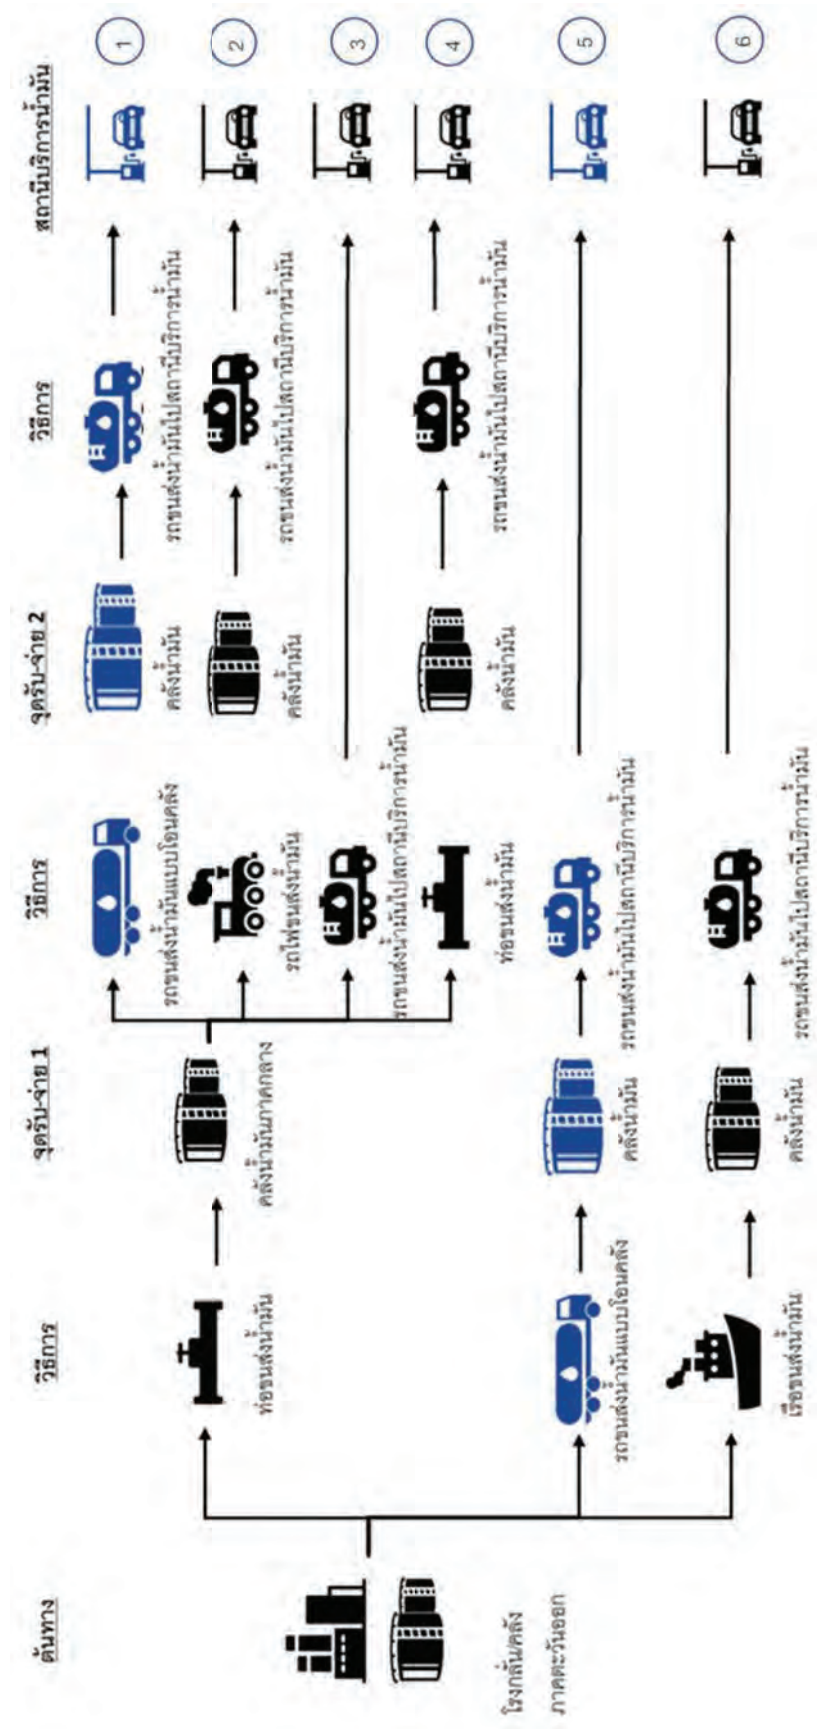 ต้นทาง
วิธีการ
จุดรับ-จ่าย 1
วิธีการ
จุดรับ-จ่าย 2
วิธีการ
สถานีบริการน้ำมัน
รถขนส่งน้ำมันแบบโอนคลัง
คลังน้ำมัน
รถขนส่งน้ำมันไปสถานีบริการน้ำมัน
1
ท่อขนส่งน้ำมัน
คลังน้ำมันภาคกลาง
รถไฟขนส่งน้ำมัน
คลังน้ำมัน
รถขนส่งน้ำมันไปสถานีบริการน้ำมัน
2
รถขนส่งน้ำมันไปสถานีบริการน้ำมัน
3
ท่อขนส่งน้ำมัน
คลังน้ำมัน
รถขนส่งน้ำมันไปสถานีบริการน้ำมัน
4
โรงกลั่น/คลัง
ภาคตะวันออก
รถขนส่งน้ำมันแบบโอนคลัง
คลังน้ำมัน
รถขนส่งน้ำมันไปสถานีบริการน้ำมัน
5
เรือขนส่งน้ำมัน
คลังน้ำมัน
รถขนส่งน้ำมันไปสถานีบริการน้ำมัน
6